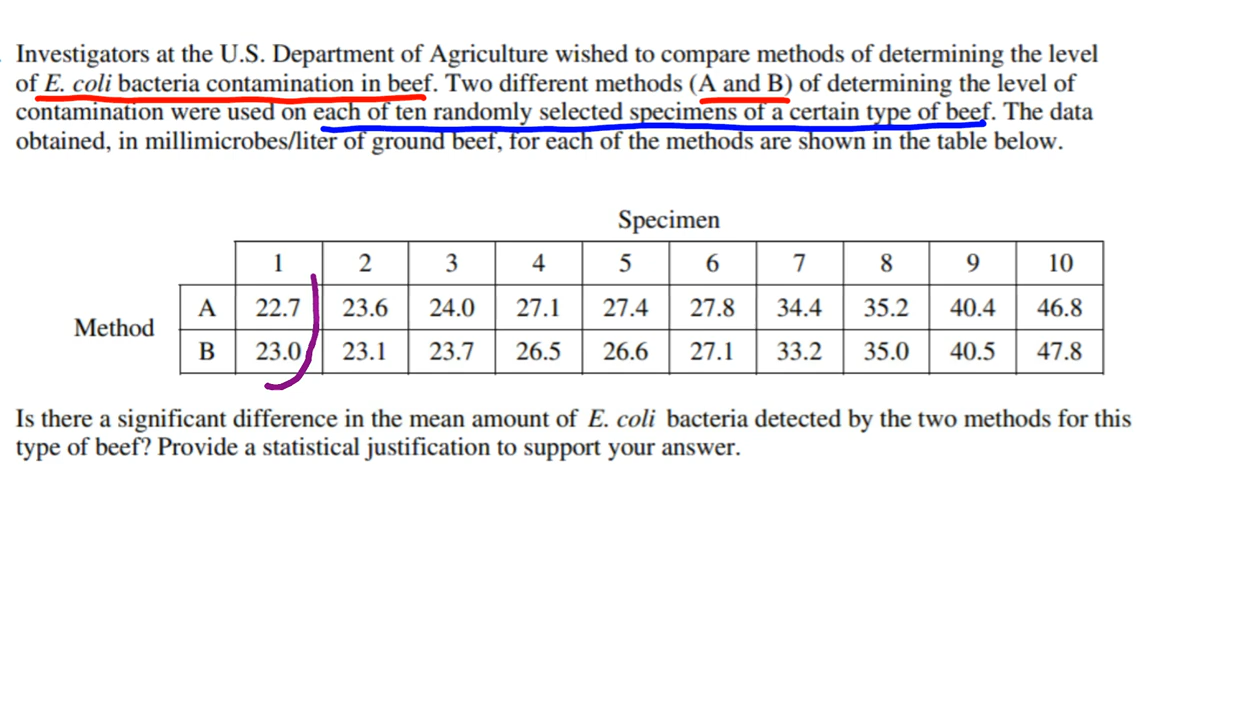 Investigators at the U.S. Department of Agriculture wished to compare methods of determining the level
of E. coli bacteria contamination in beef. Two different methods (A and B) of determining the level of
contamination were used on each of ten randomly selected specimens of a certain type of beef. The data
obtained, in millimicrobes/liter of ground beef, for each of the methods are shown in the table below.
Specimen
1 2 3 4 5 6 7 8 9 10
A 22.7 23.6 24.0 27.1 27.4 27.8 34.4 35.2 40.4 46.8
Method
B 23.0 23.1 23.7 26.5 26.6 27.1 33.2 35.0 40.5 47.8
Is there a significant difference in the mean amount of E. coli bacteria detected by the two methods for this
type of beef? Provide a statistical justification to support your answer.